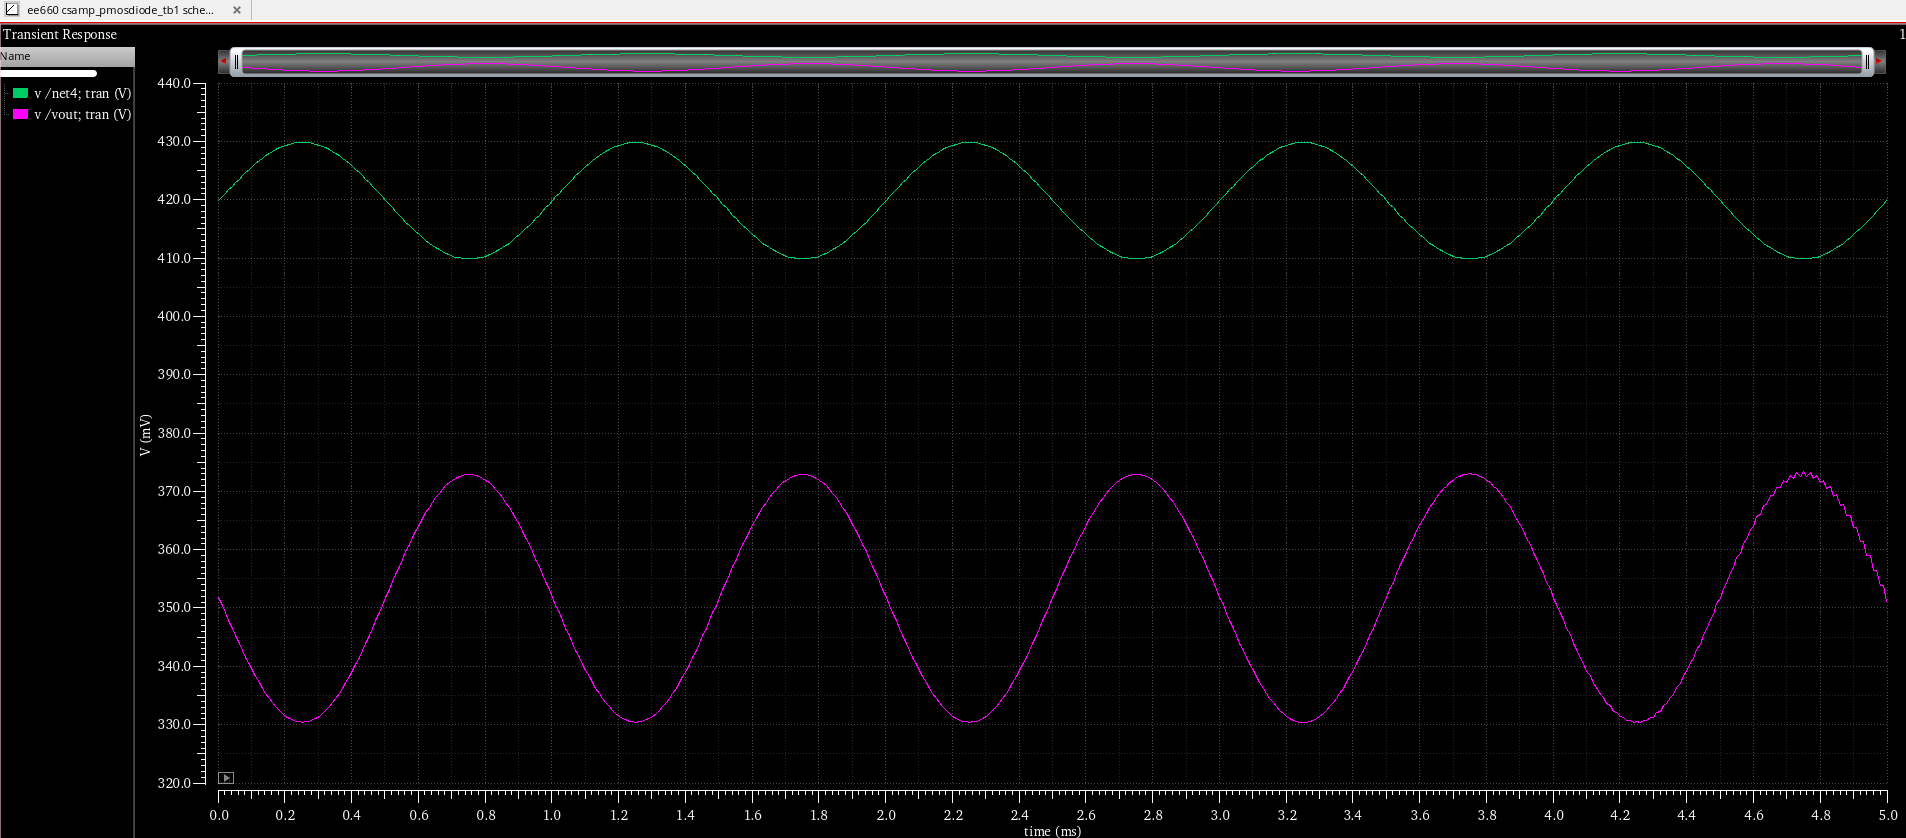 ee660 csamp_pmosdiode_tb1 sche... ×
Transient Response
1
Name
v /net4; tran (V)
v /vout; tran (V)
440.0
430.0
420.0
410.0
400.0
390.0
380.0
370.0
360.0
350.0
340.0
330.0
320.0
V (mV)
0.0 0.2 0.4 0.6 0.8 1.0 1.2 1.4 1.6 1.8 2.0 2.2 2.4 2.6 2.8 3.0 3.2 3.4 3.6 3.8 4.0 4.2 4.4 4.6 4.8 5.0
time (ms)